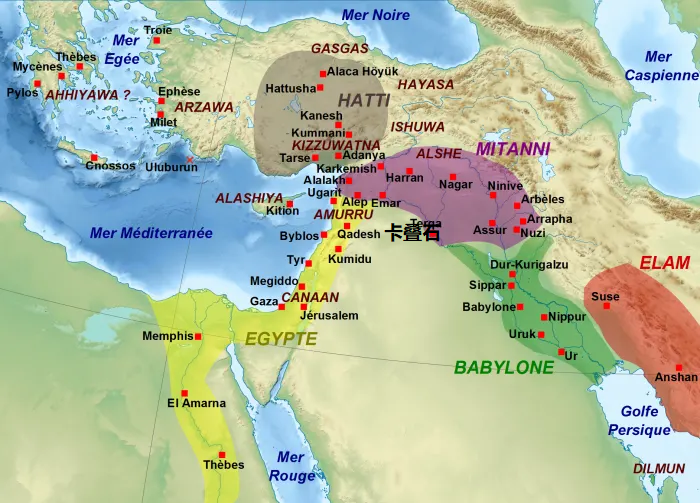 Mer Noire
Troie
GASGAS
Mer
Egée
Mer
Caspienne
Thèbes
Mycènes
Alaca Höyük
Hattusha
HAYASA
Pylos
AHHIYAWA ?
Ephèse
ARZAWA
HATTI
Milet
Kanesh
Kummani
ISHUWA
KIZZUWATNA
Gnossos
Uluburun
Tarse
Adanya
ALSHE
MITANNI
Karkemish
Harran
Alalakh
Nagar
Ninive
Ugarit
ALASHIYA
Kition
Alep
Emar
Arbèles
AMURRU
Arrapha
Mer Méditerranée
Byblos
Qadesh
卡叠石
Assur
Nuzi
Tyr
Kumidu
ELAM
Dur-Kurigalzu
Megiddo
Sippar
Gaza
CANAAN
Suse
Jérusalem
Babylone
Nippur
Memphis
EGYPTE
Uruk
Ur
BABYLONE
Anshan
El Amarna
Golfe
Persique
Mer
Rouge
Thèbes
DILMUN